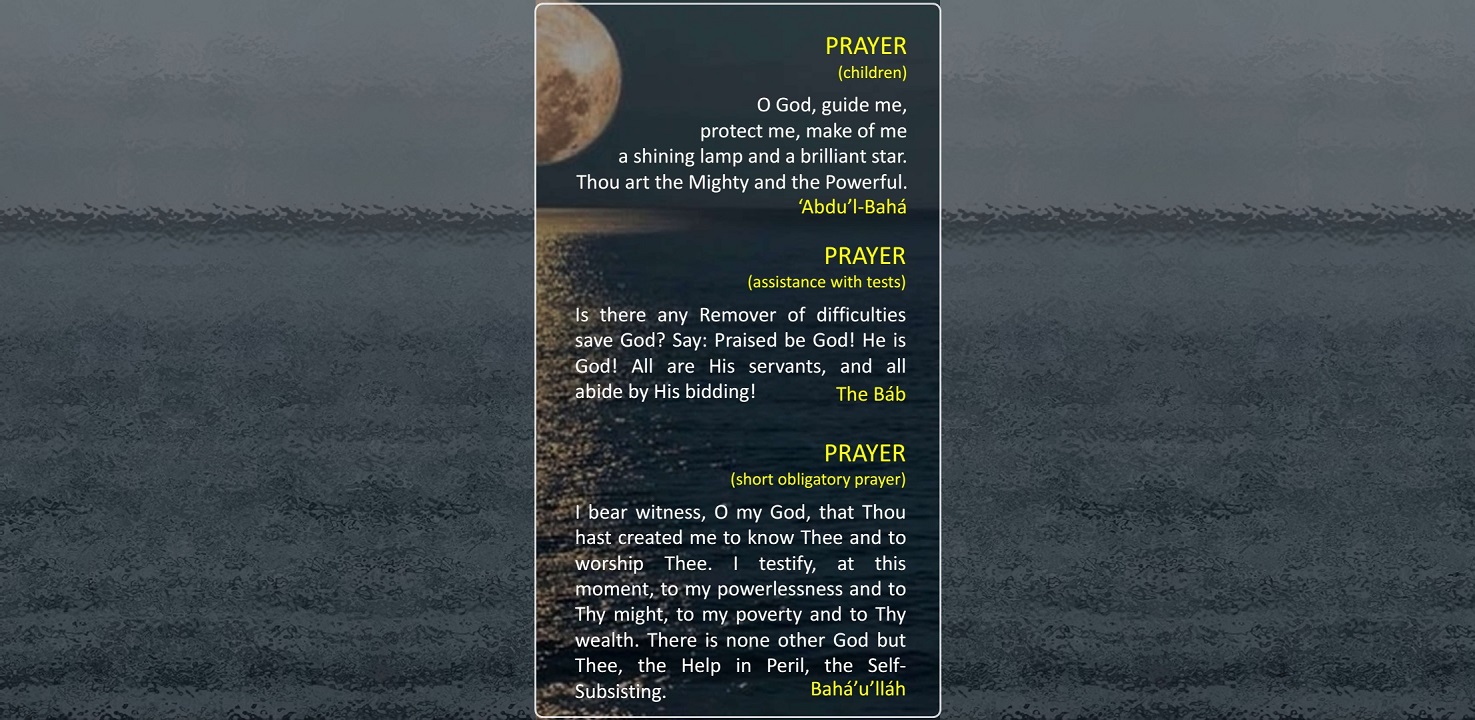 PRAYER
(children)
O God, guide me,
protect me, make of me
a shining lamp and a brilliant star.
Thou art the Mighty and the Powerful.
‘Abdu’l-Bahá
PRAYER
(assistance with tests)
Is there any Remover of difficulties
save God? Say: Praised be God! He is
God! All are His servants, and all
abide by His bidding!
The Báb
PRAYER
(short obligatory prayer)
I bear witness, O my God, that Thou
hast created me to know Thee and to
worship Thee. I testify, at this
moment, to my powerlessness and to
Thy might, to my poverty and to Thy
wealth. There is none other God but
Thee, the Help in Peril, the Self-
Subsisting.
Bahá’u’lláh